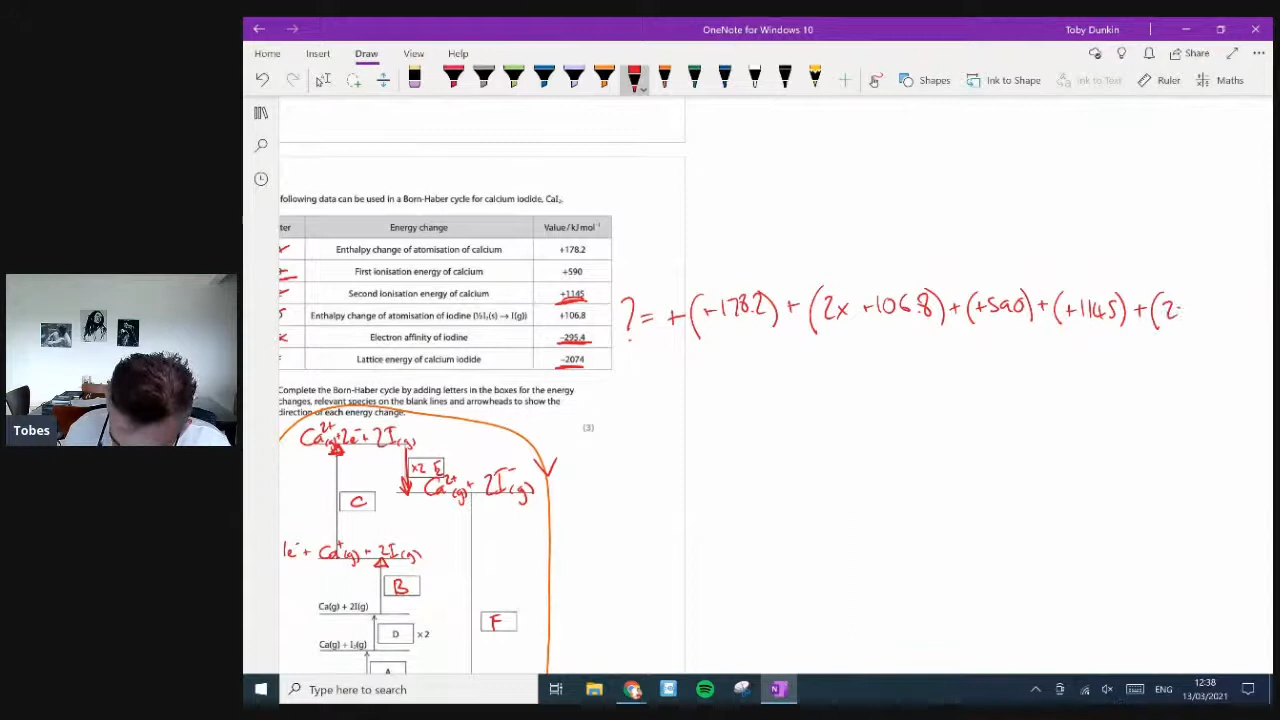 OneNote for Windows 10
Toby Dunkin
Home Insert Draw View Help
Share
Shapes Ink to Shape Ink to Text Ruler Maths
following data can be used in a Born-Haber cycle for calcium iodide, CaI₂.
ter Energy change Value/kJ mol⁻¹
Enthalpy change of atomisation of calcium +178.2
First ionisation energy of calcium +590
Second ionisation energy of calcium +1145
Enthalpy change of atomisation of iodine (½I₂(s) → I(g)) +106.8
Electron affinity of iodine –295.4
Lattice energy of calcium iodide –2074
? = +(+178.2) + (2x +106.8) + (+590) + (+1145) + (2
Complete the Born-Haber cycle by adding letters in the boxes for the energy
changes, relevant species on the blank lines and arrowheads to show the
direction of each energy change.
(3)
Ca²⁺(g) + 2e⁻ + 2I(g)
x2 E
Ca²⁺(g) + 2I⁻(g)
C
1e⁻ + Ca⁺(g) + 2I(g)
B
Ca(g) + 2I(g)
F
D ×2
Ca(g) + I₂(g)
A
Tobes
Type here to search
ENG
12:38
13/03/2021